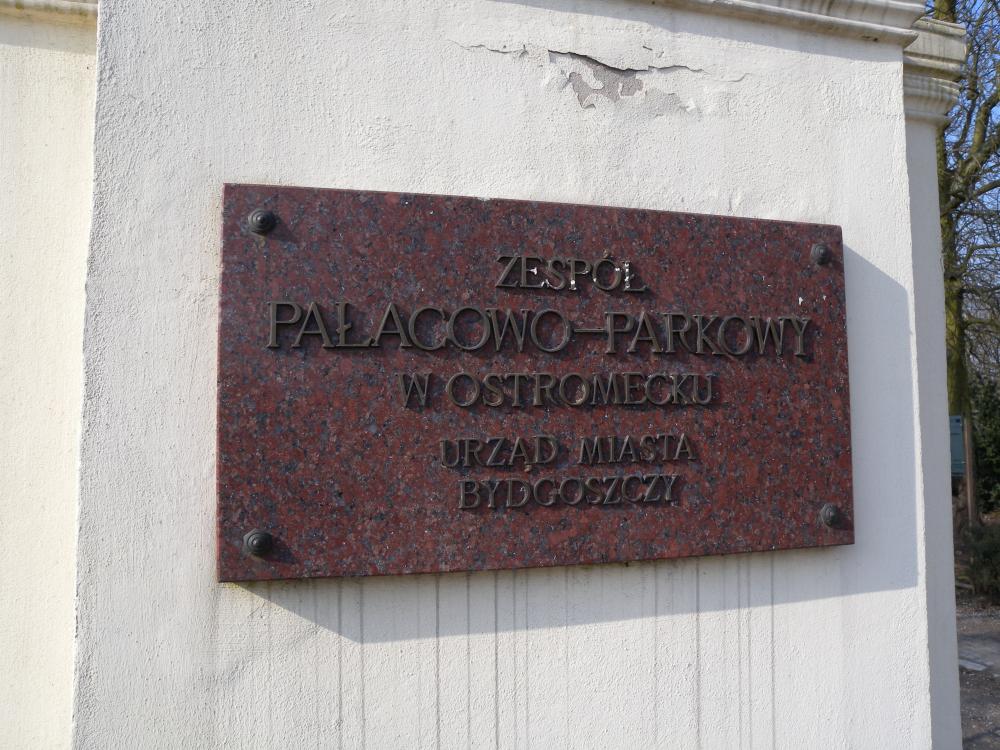 ZESPÓŁ
PAŁACOWO-PARKOWY
W OSTROMECKU
URZĄD MIASTA
BYDGOSZCZY